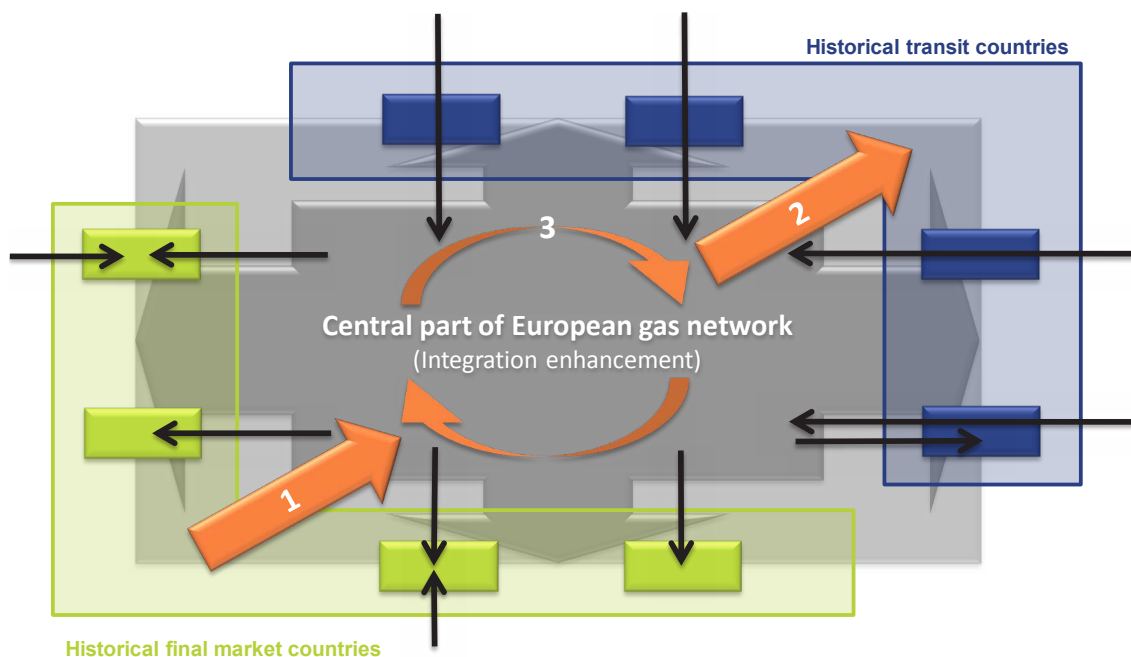 Historical transit countries
2
3
Central part of European gas network
(Integration enhancement)
1
Historical final market countries